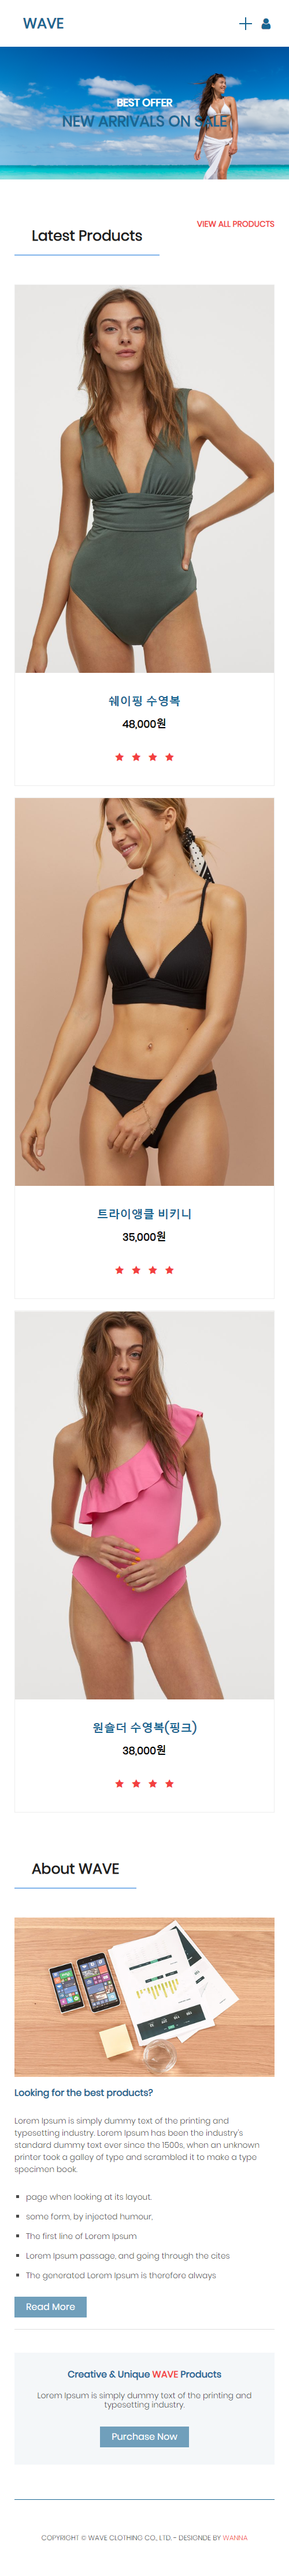 WAVE
BEST OFFER
NEW ARRIVALS ON SALE
VIEW ALL PRODUCTS
Latest Products
쉐이핑 수영복
48,000원
트라이앵클 비키니
35,000원
원숄더 수영복(핑크)
38,000원
About WAVE
Looking for the best products?
Lorem Ipsum is simply dummy text of the printing and
typesetting industry. Lorem Ipsum has been the industry's
standard dummy text ever since the 1500s, when an unknown
printer took a galley of type and scrambled it to make a type
specimen book.
page when looking at its layout.
some form, by injected humour,
The first line of Lorem Ipsum
Lorem Ipsum passage, and going through the cites
The generated Lorem Ipsum is therefore always
Read More
Creative & Unique WAVE Products
Lorem Ipsum is simply dummy text of the printing and
typesetting industry.
Purchase Now
COPYRIGHT © WAVE CLOTHING CO., LTD. - DESIGNDE BY WANNA